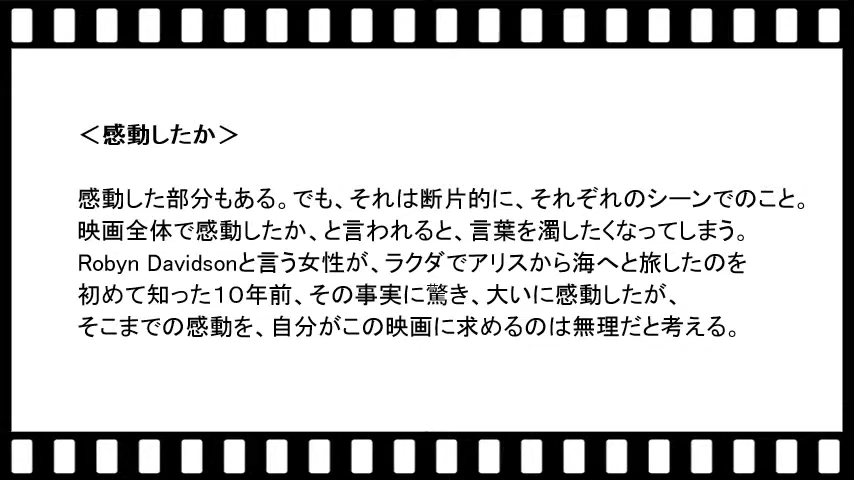 ＜感動したか＞
感動した部分もある。でも、それは断片的に、それぞれのシーンでのこと。
映画全体で感動したか、と言われると、言葉を濁したくなってしまう。
Robyn Davidsonと言う女性が、ラクダでアリスから海へと旅したのを
初めて知った１０年前、その事実に驚き、大いに感動したが、
そこまでの感動を、自分がこの映画に求めるのは無理だと考える。